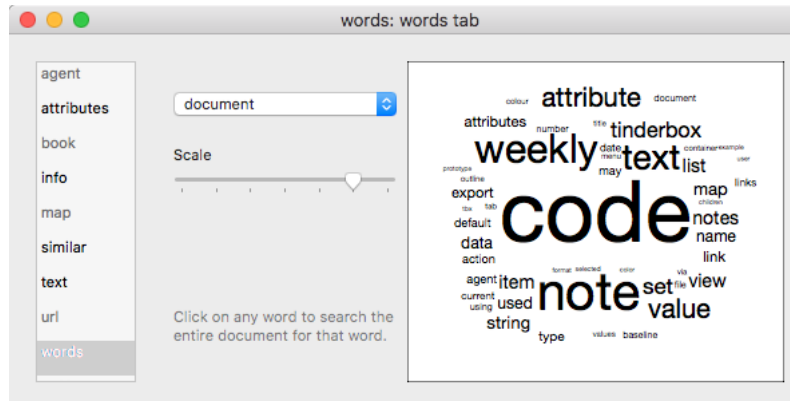 words: words tab
agent
attributes
book
info
map
similar
text
url
words
document
Scale
Click on any word to search the
entire document for that word.
colour attribute document
attributes number title tinderbox
weekly date menu text container example
may list user
prototype outline
export map links
tbx tab children
default code notes
data name
action link
format selected color via
agent item note set file view
current using used value
string
type values baseline